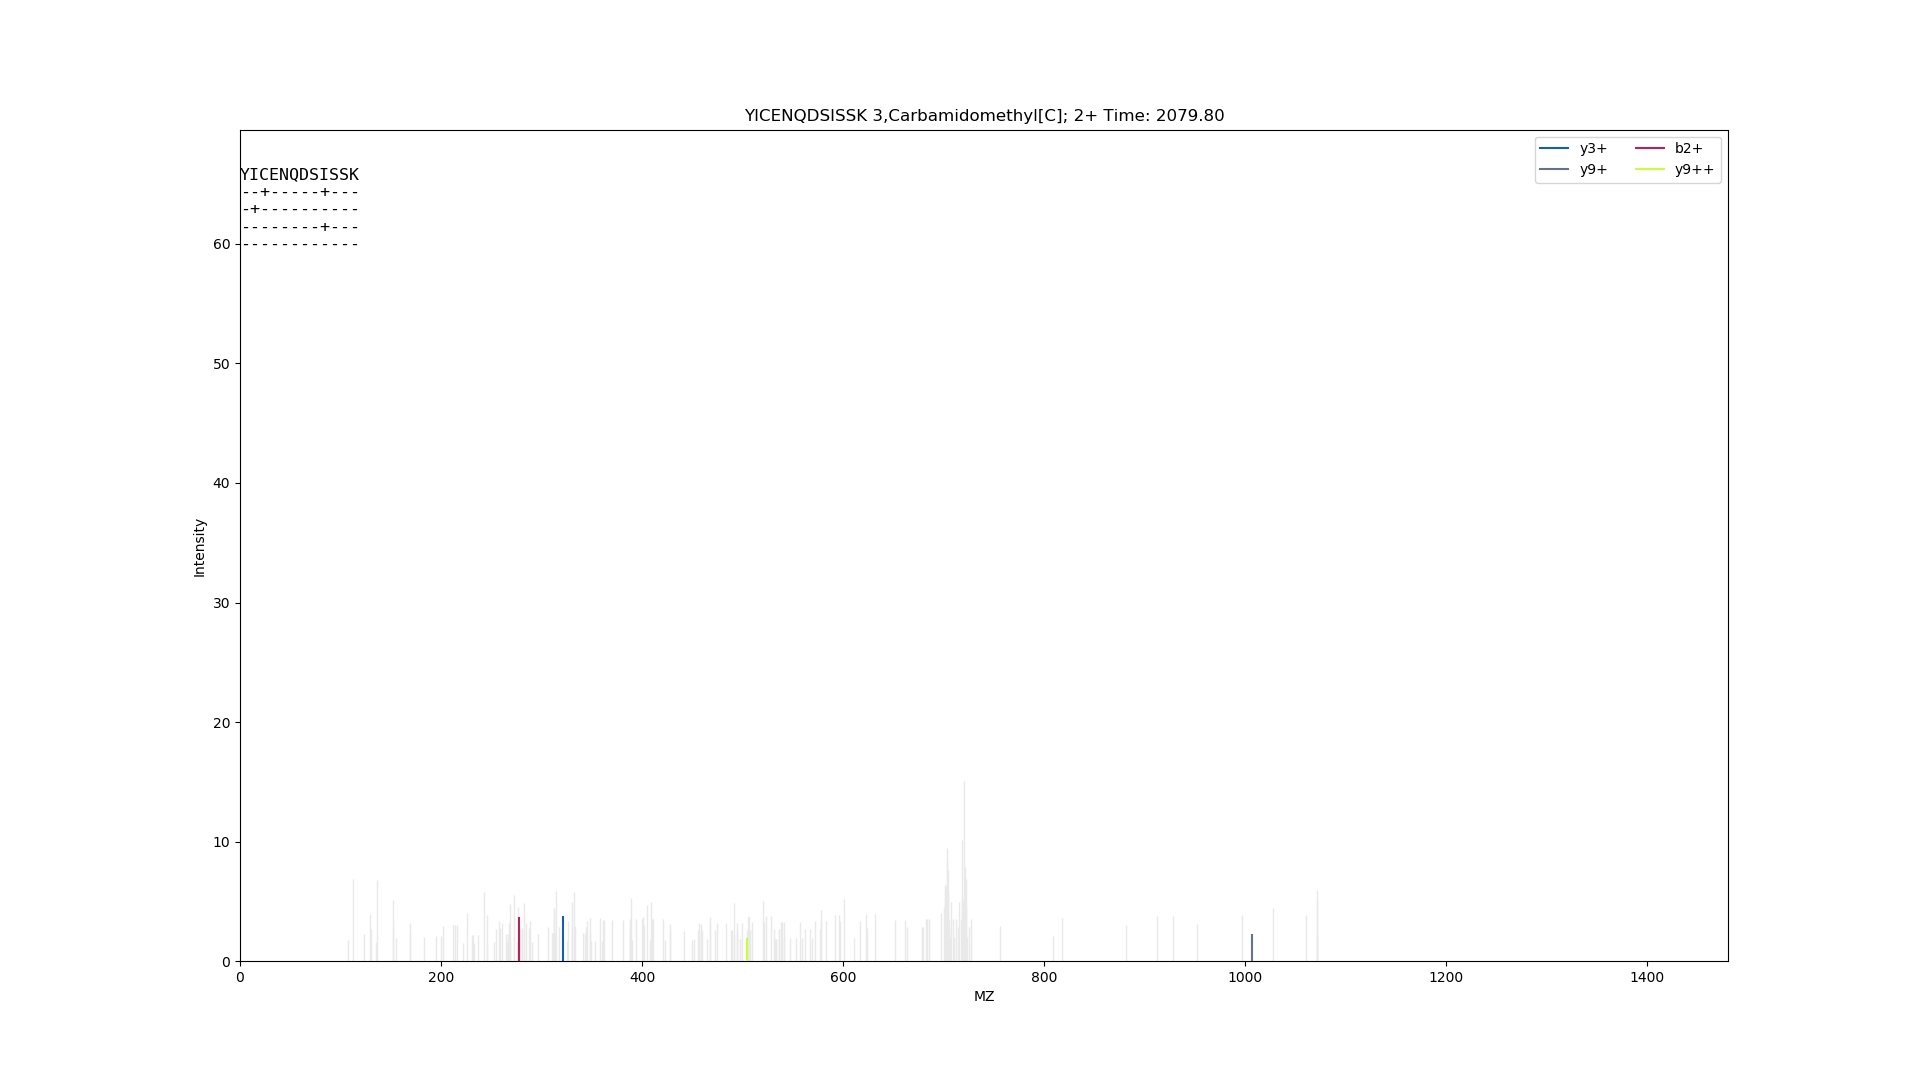 YICENQDSISSK 3,Carbamidomethyl[C]; 2+ Time: 2079.80
y3+ b2+
y9+ y9++
YICENQDSISSK
--+-----+---
-+----------
--------+---
------------
60
50
40
30
20
10
0
Intensity
0 200 400 600 800 1000 1200 1400
MZ